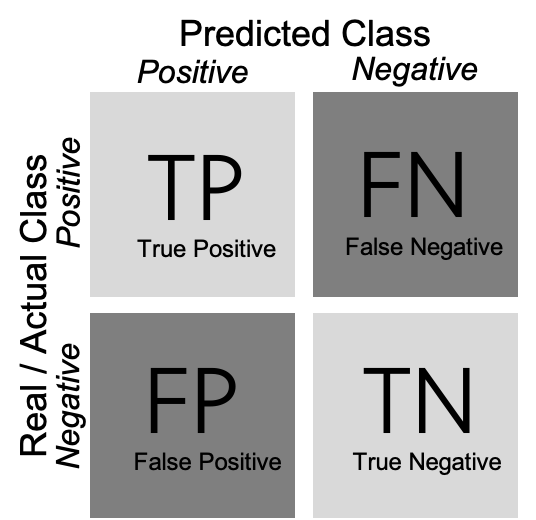 Predicted Class
Positive Negative
Real / Actual Class
Positive
TP
True Positive
FN
False Negative
Negative
FP
False Positive
TN
True Negative